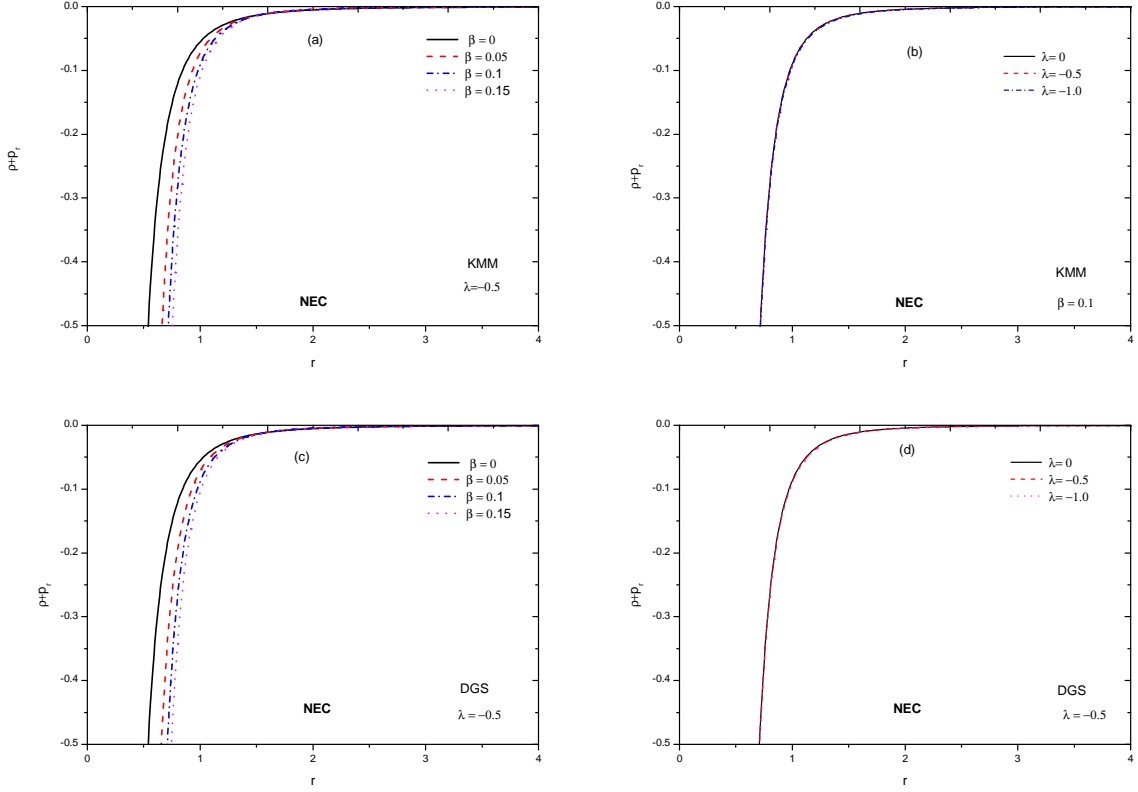 (a)
β = 0
β = 0.05
β = 0.1
β = 0.15
0.0
-0.1
-0.2
-0.3
-0.4
-0.5
ρ+pr
KMM
λ=−0.5
NEC
0 1 2 3 4
r
(b)
λ= 0
λ=−0.5
λ=−1.0
0.0
-0.1
-0.2
-0.3
-0.4
-0.5
ρ+pr
KMM
β = 0.1
NEC
0 1 2 3 4
r
(c)
β = 0
β = 0.05
β = 0.1
β = 0.15
0.0
-0.1
-0.2
-0.3
-0.4
-0.5
ρ+pr
DGS
λ = −0.5
NEC
0 1 2 3 4
r
(d)
λ= 0
λ=−0.5
λ=−1.0
0.0
-0.1
-0.2
-0.3
-0.4
-0.5
ρ+pr
DGS
λ = −0.5
NEC
0 1 2 3 4
r